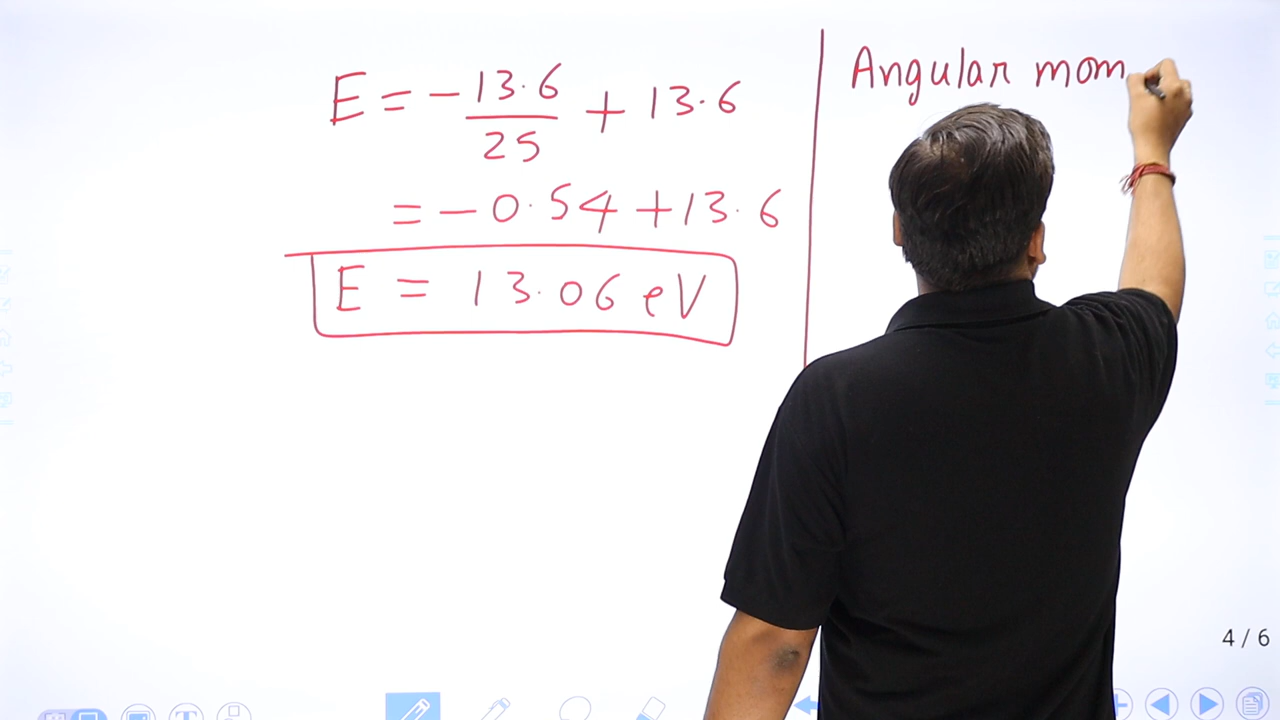 E = -13.6/25 + 13.6
= -0.54 + 13.6
E = 13.06 eV
Angular mom
4 / 6